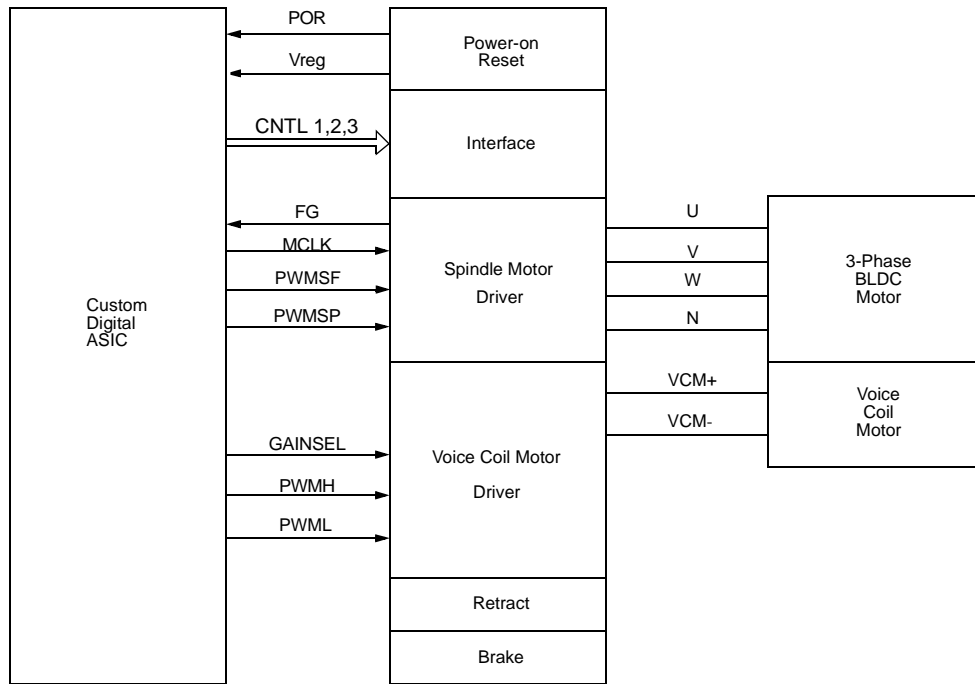 POR
Vreg
CNTL 1,2,3
FG
MCLK
PWMSF
PWMSP
GAINSEL
PWMH
PWML
Custom
Digital
ASIC
Power-on
Reset
Interface
Spindle Motor
Driver
Voice Coil Motor
Driver
Retract
Brake
U
V
W
N
VCM+
VCM-
3-Phase
BLDC
Motor
Voice
Coil
Motor